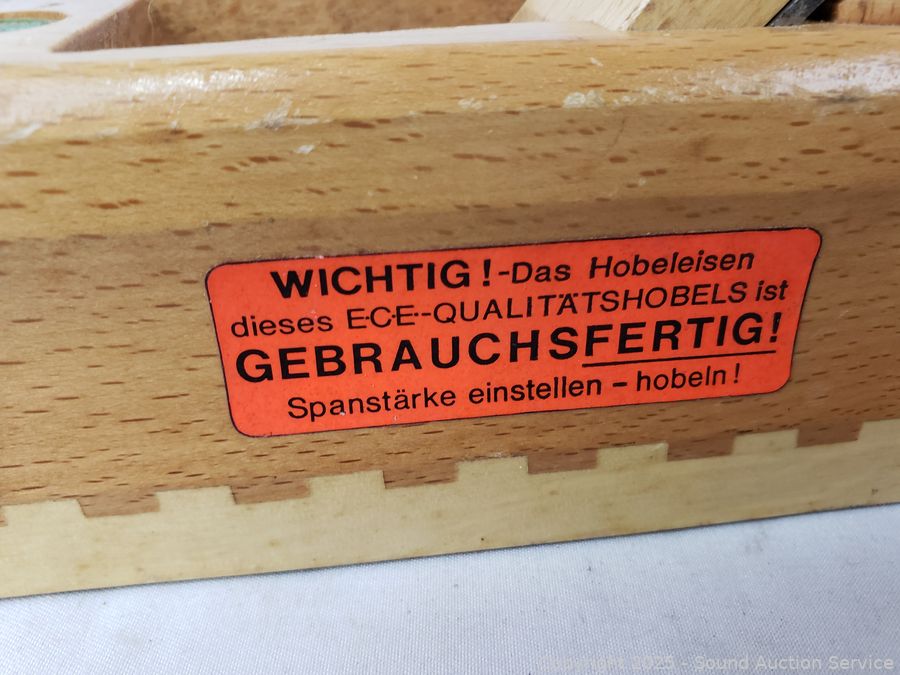 WICHTIG!-Das Hobeleisen
dieses E·C·E·-QUALITÄTSHOBELS ist
GEBRAUCHSFERTIG!
Spanstärke einstellen - hobeln!
Copyright 2025 - Sound Auction Service